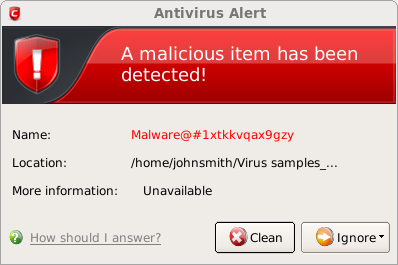 Antivirus Alert
A malicious item has been
detected!
Name: Malware@#1xtkkvqax9gzy
Location: /home/johnsmith/Virus samples_...
More information: Unavailable
How should I answer? Clean Ignore